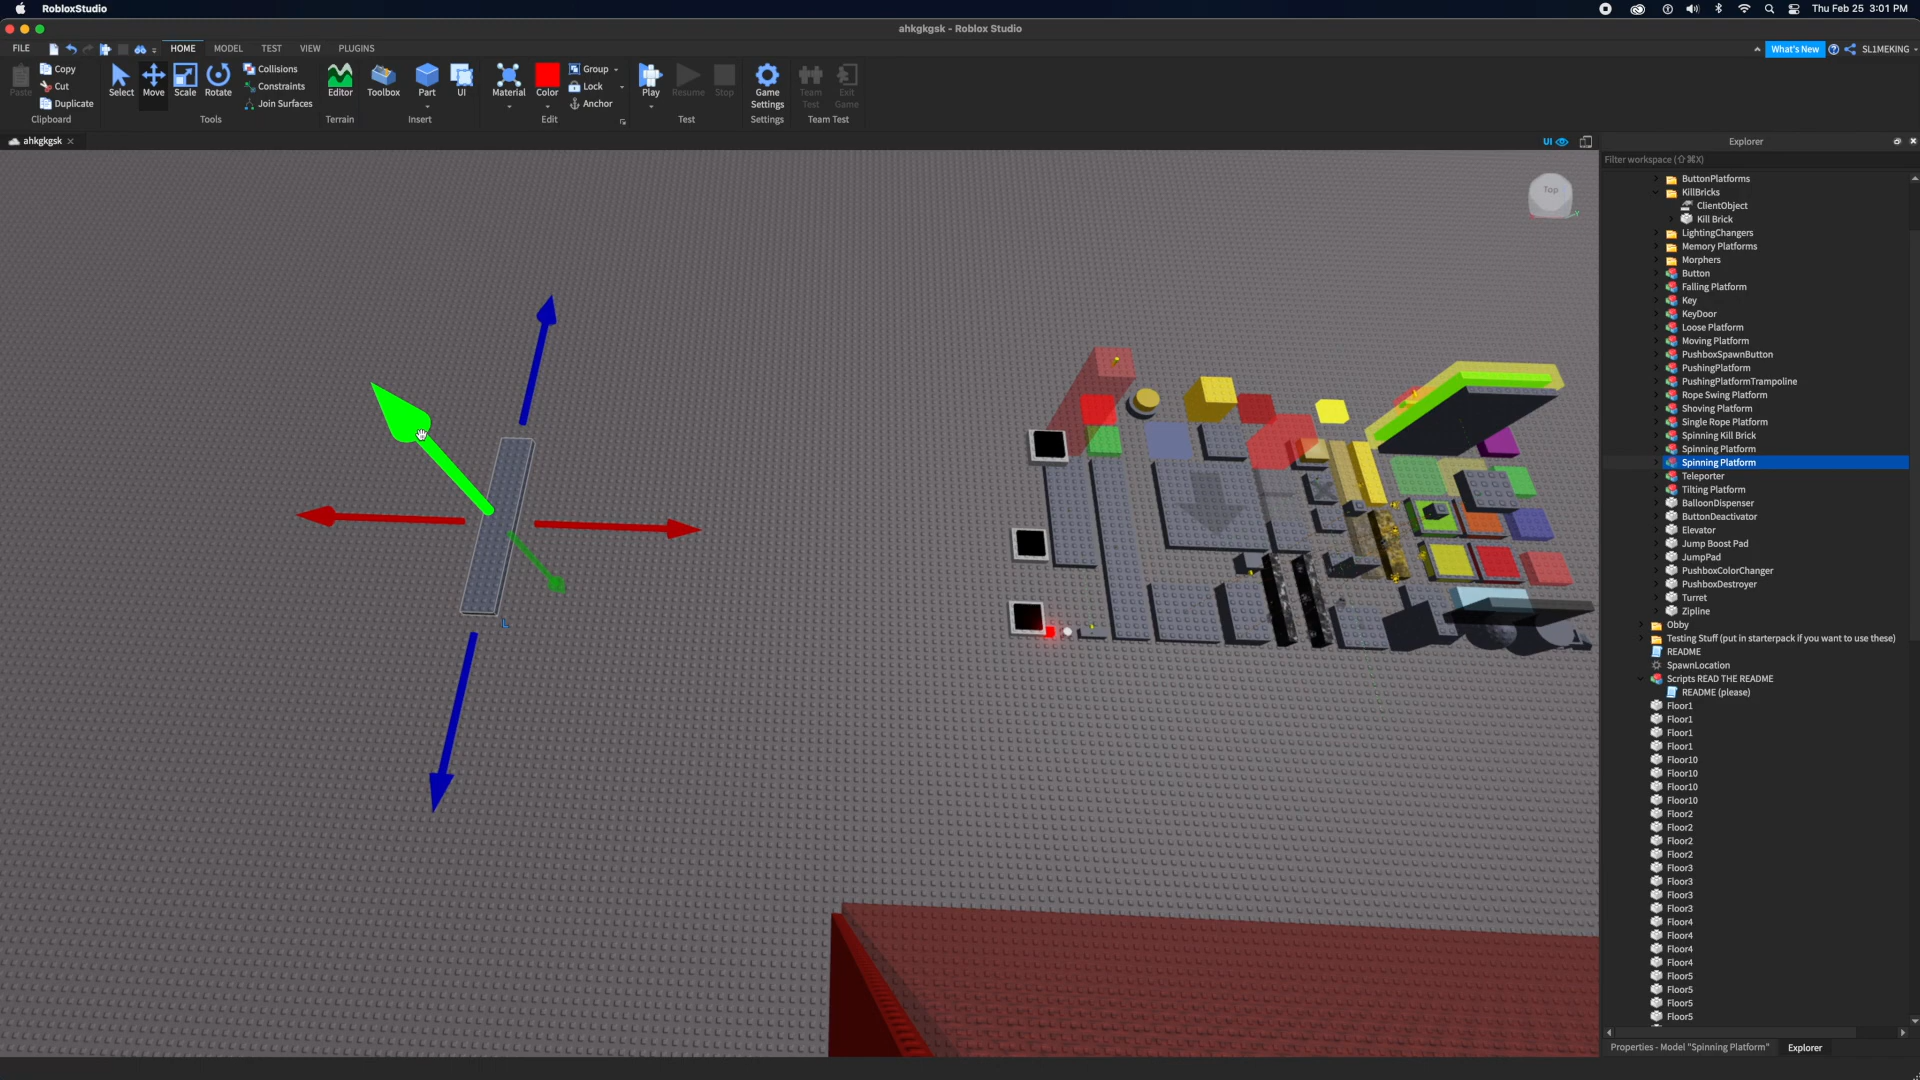 RobloxStudio
Thu Feb 25 3:01 PM
ahkgkgsk - Roblox Studio
FILE
HOME
MODEL
TEST
VIEW
PLUGINS
What's New
SL1MEKING
Paste
Copy
Cut
Duplicate
Clipboard
Select
Move
Scale
Rotate
Collisions
Constraints
Join Surfaces
Tools
Editor
Terrain
Toolbox
Part
UI
Insert
Material
Color
Group
Lock
Anchor
Edit
Play
Resume
Stop
Test
Game Settings
Settings
Team Test
Exit Game
Team Test
ahkgkgsk
UI
Top
Y
L
Explorer
Filter workspace (⇧⌘X)
ButtonPlatforms
KillBricks
ClientObject
Kill Brick
LightingChangers
Memory Platforms
Morphers
Button
Falling Platform
Key
KeyDoor
Loose Platform
Moving Platform
PushboxSpawnButton
PushingPlatform
PushingPlatformTrampoline
Rope Swing Platform
Shoving Platform
Single Rope Platform
Spinning Kill Brick
Spinning Platform
Spinning Platform
Teleporter
Tilting Platform
BalloonDispenser
ButtonDeactivator
Elevator
Jump Boost Pad
JumpPad
PushboxColorChanger
PushboxDestroyer
Turret
Zipline
Obby
Testing Stuff (put in starterpack if you want to use these)
README
SpawnLocation
Scripts READ THE README
README (please)
Floor1
Floor1
Floor1
Floor1
Floor10
Floor10
Floor10
Floor10
Floor2
Floor2
Floor2
Floor2
Floor3
Floor3
Floor3
Floor3
Floor4
Floor4
Floor4
Floor4
Floor5
Floor5
Floor5
Floor5
Properties - Model "Spinning Platform"
Explorer